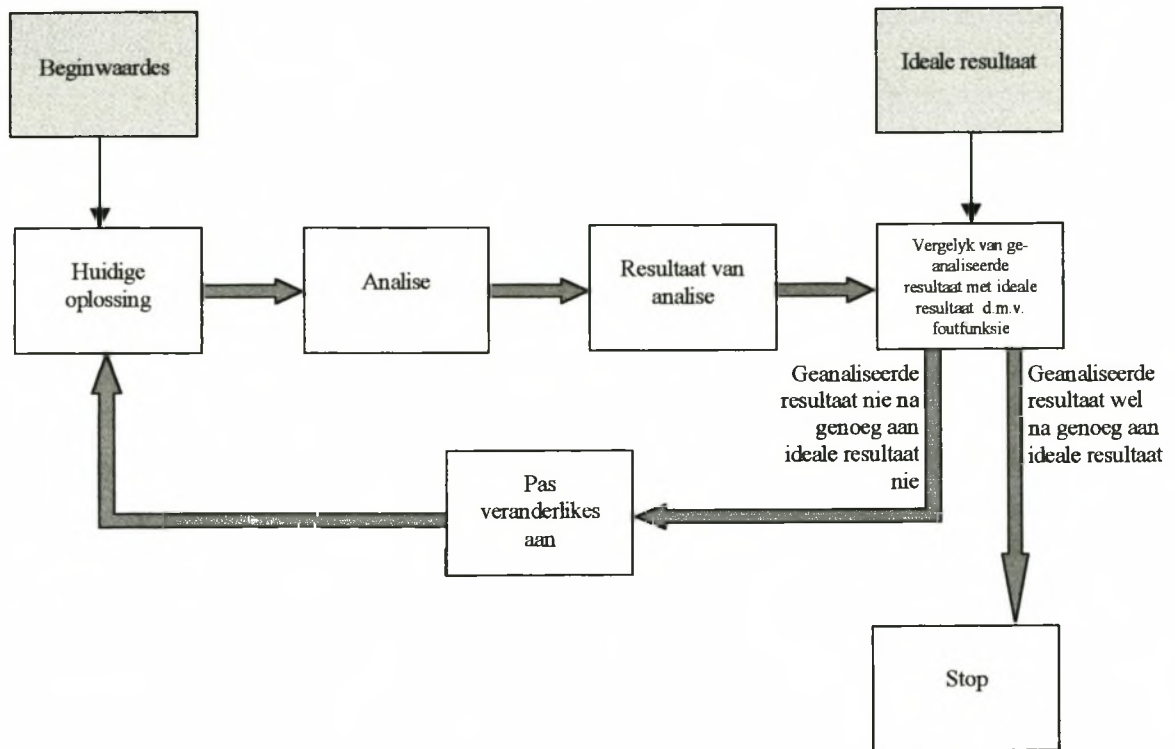 Beginwaardes
Ideale resultaat
Huidige
oplossing
Analise
Resultaat van
analise
Vergelyk van ge-
analiseerde
resultaat met ideale
resultaat d.m.v.
foutfunksie
Geanaliseerde
resultaat nie na
genoeg aan
ideale resultaat
nie
Geanaliseerde
resultaat wel
na genoeg aan
ideale resultaat
Pas
veranderlikes
aan
Stop